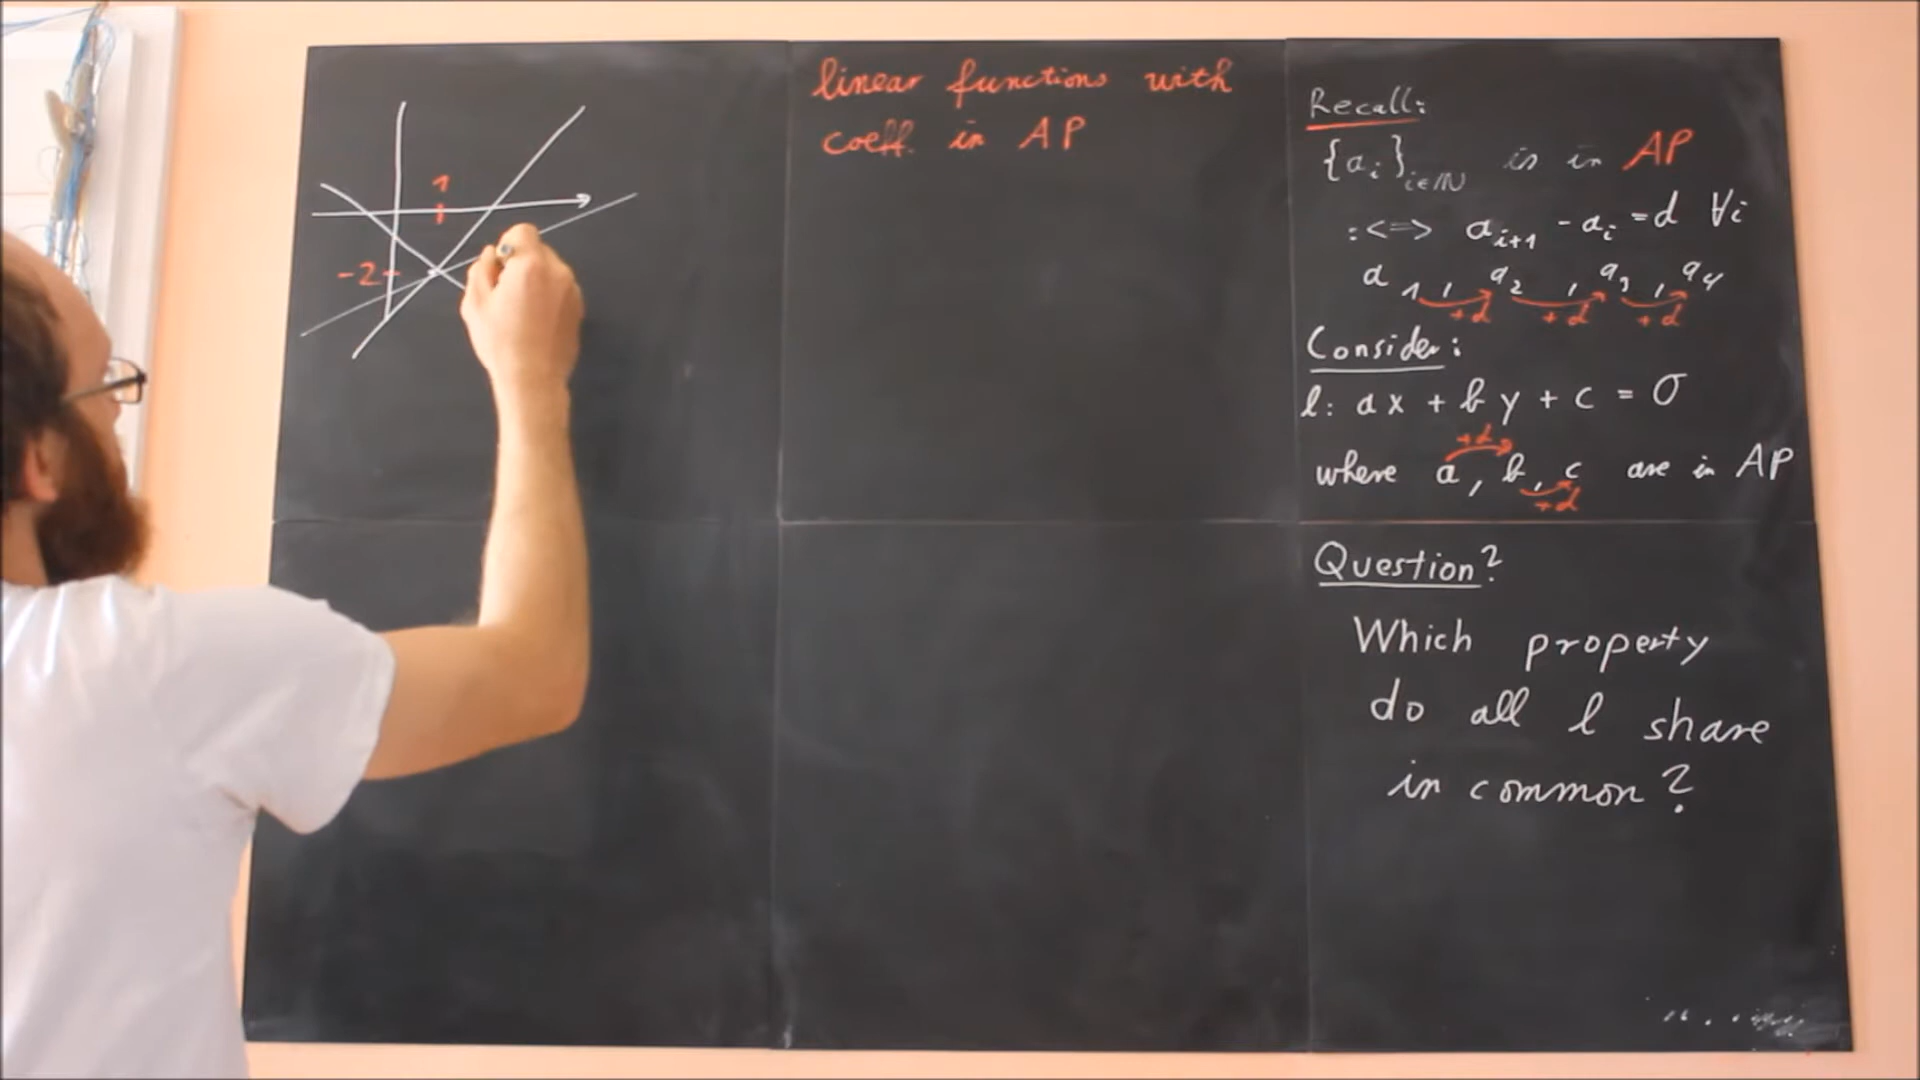 1
-2
linear functions with
coeff. in AP
Recall:
{a_i}_{i∈ℕ} is in AP
:<=> a_{i+1} - a_i = d ∀i
a_1, a_2, a_3, a_4
+d +d +d
Consider:
l: ax + by + c = 0
+d
where a, b, c are in AP
+d
Question?
Which property
do all l share
in common?